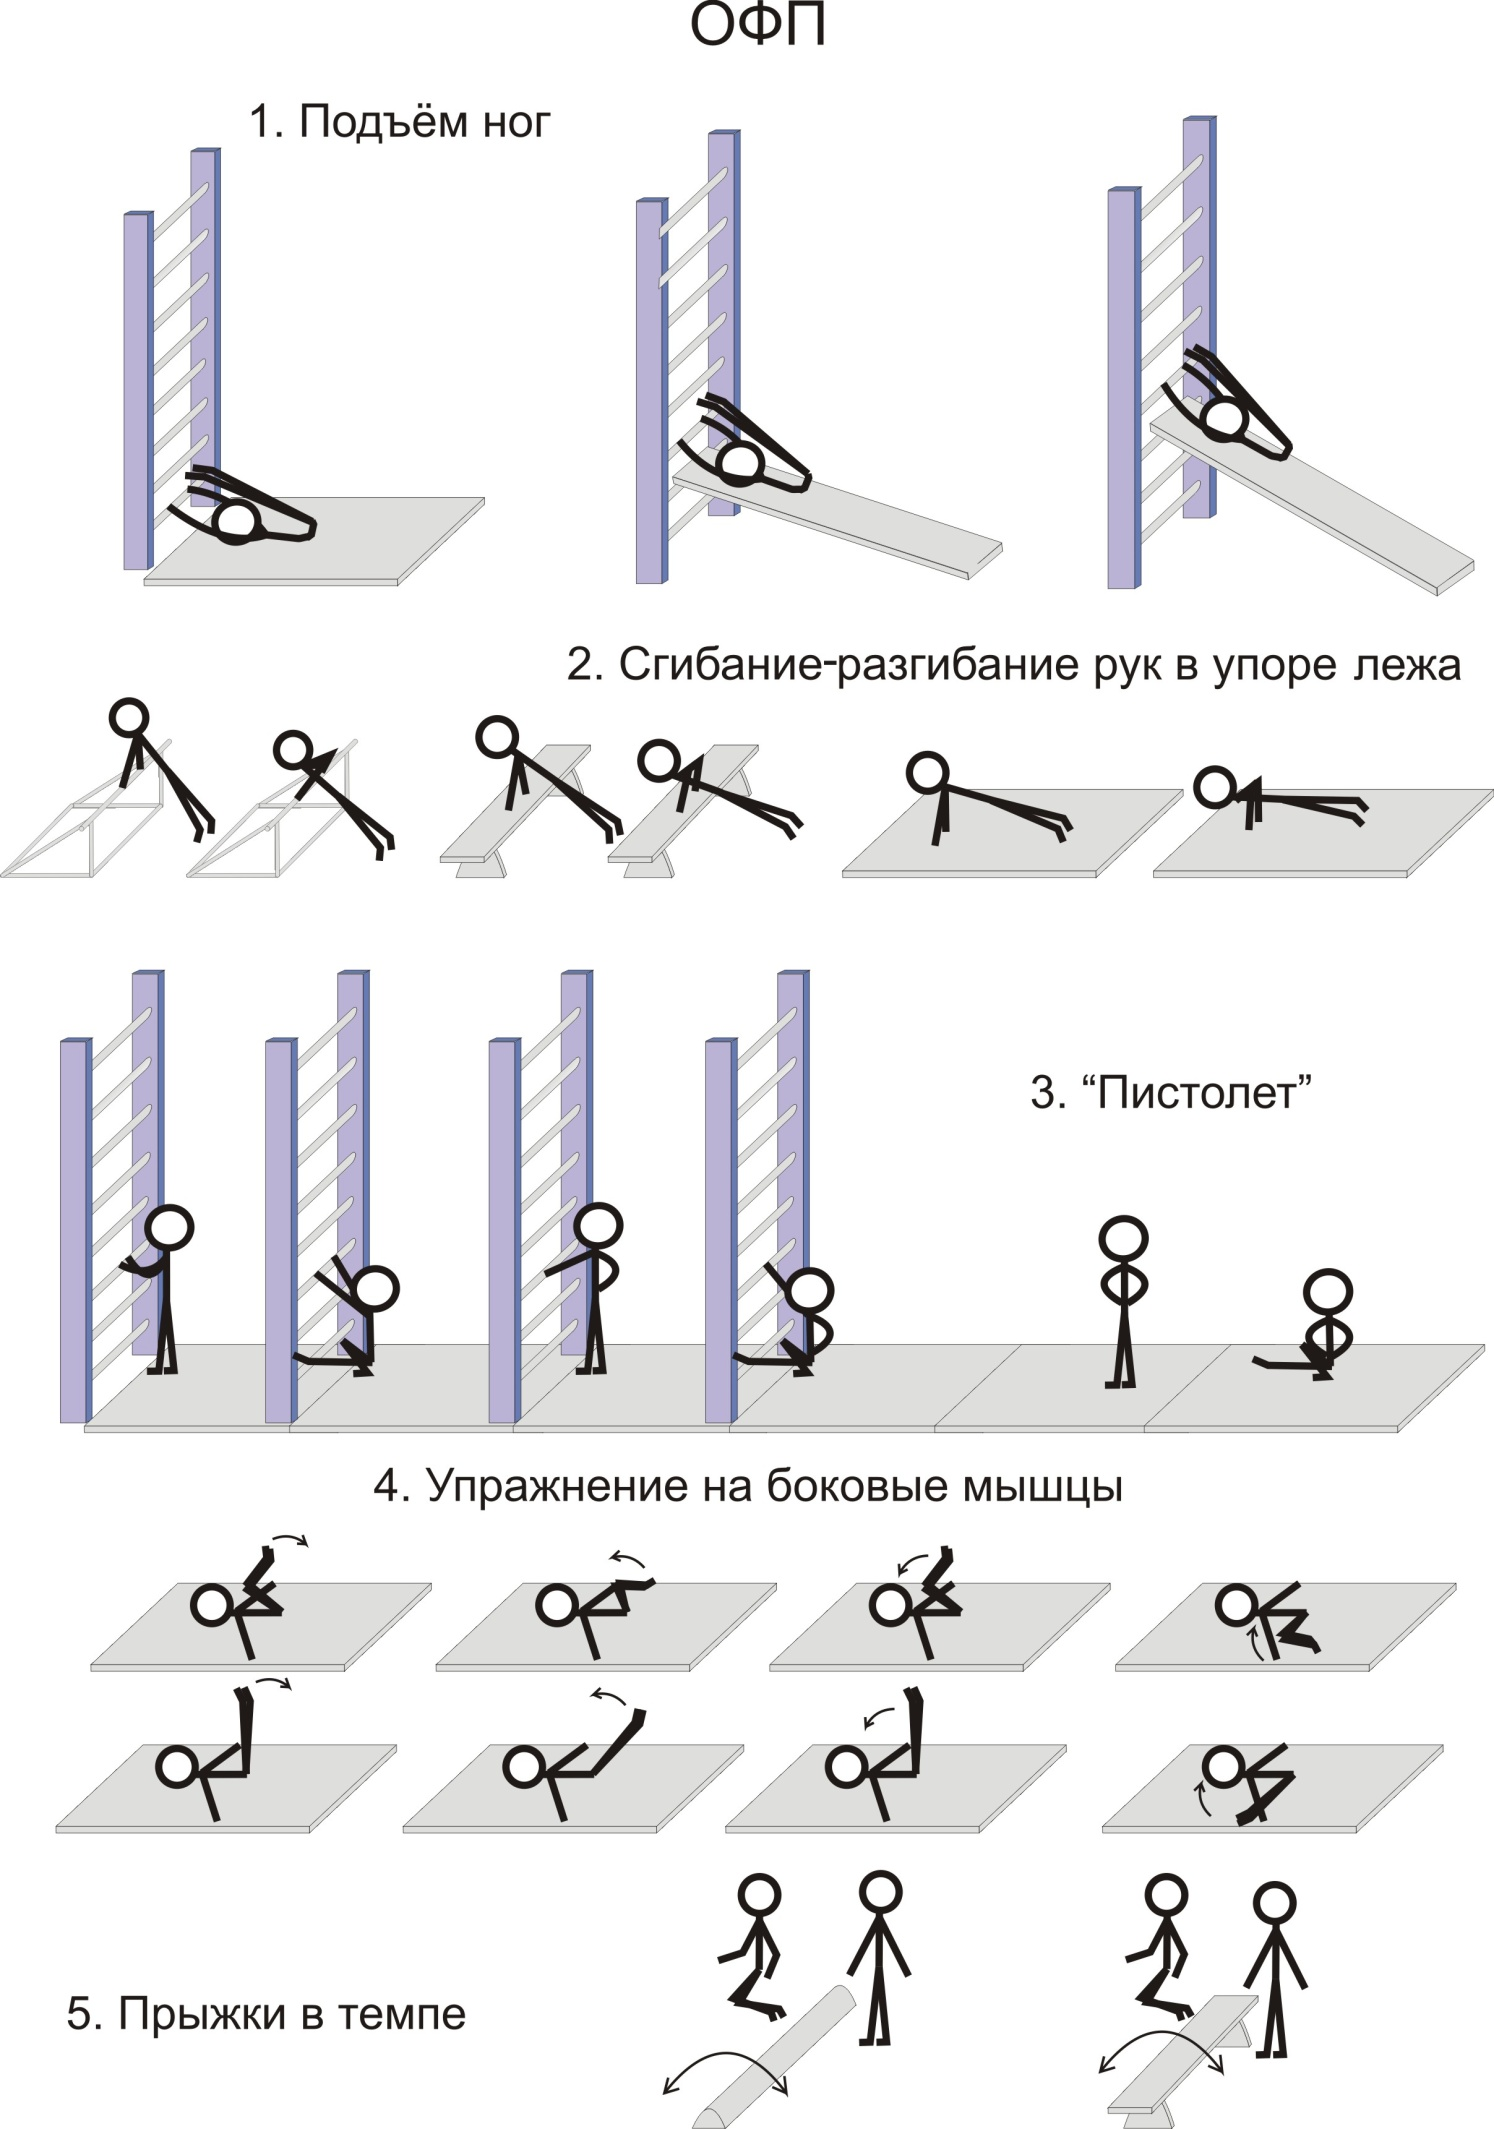 ОФП
1. Подъём ног
2. Сгибание-разгибание рук в упоре лежа
3. “Пистолет”
4. Упражнение на боковые мышцы
5. Прыжки в темпе